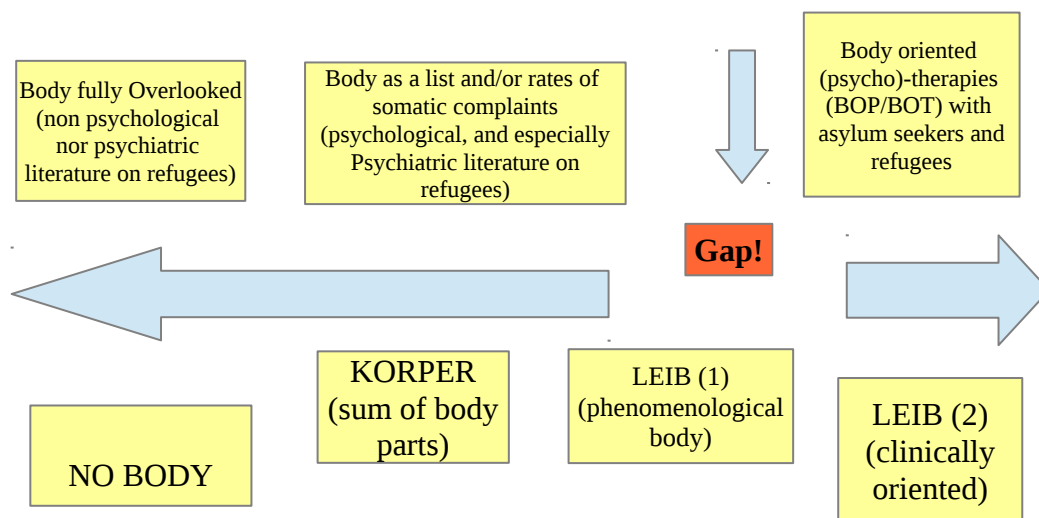 Body fully Overlooked
(non psychological
nor psychiatric
literature on refugees)
Body as a list and/or rates of
somatic complaints
(psychological, and especially
Psychiatric literature on
refugees)
Body oriented
(psycho)-therapies
(BOP/BOT) with
asylum seekers and
refugees
Gap!
NO BODY
KORPER
(sum of body
parts)
LEIB (1)
(phenomenological
body)
LEIB (2)
(clinically
oriented)